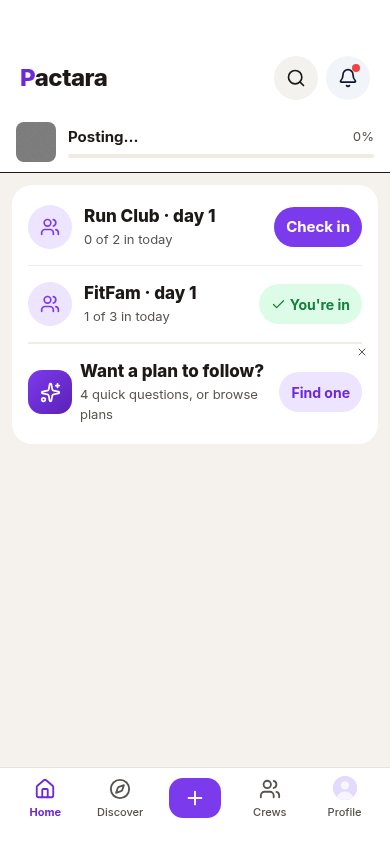 Pactara
Posting...
0%
Run Club · day 1
0 of 2 in today
Check in
FitFam · day 1
1 of 3 in today
You're in
Want a plan to follow?
4 quick questions, or browse
plans
Find one
Home
Discover
Crews
Profile